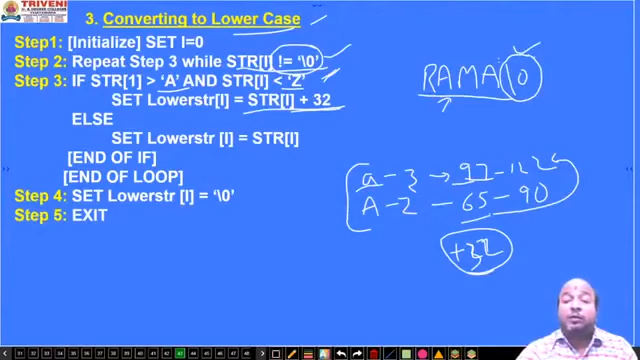 TRIVENI
3. Converting to Lower Case
Step1: [Initialize] SET I=0
Step 2: Repeat Step 3 while STR[I] != '\0'
Step 3: IF STR[1] > 'A' AND STR[I] < 'Z'
SET Lowerstr[I] = STR[I] + 32
ELSE
SET Lowerstr [I] = STR[I]
[END OF IF]
[END OF LOOP]
Step 4: SET Lowerstr [I] = '\0'
Step 5: EXIT
RAMA\0
a - 3 → 97 - 122
A - 2 - 65 - 90
+32